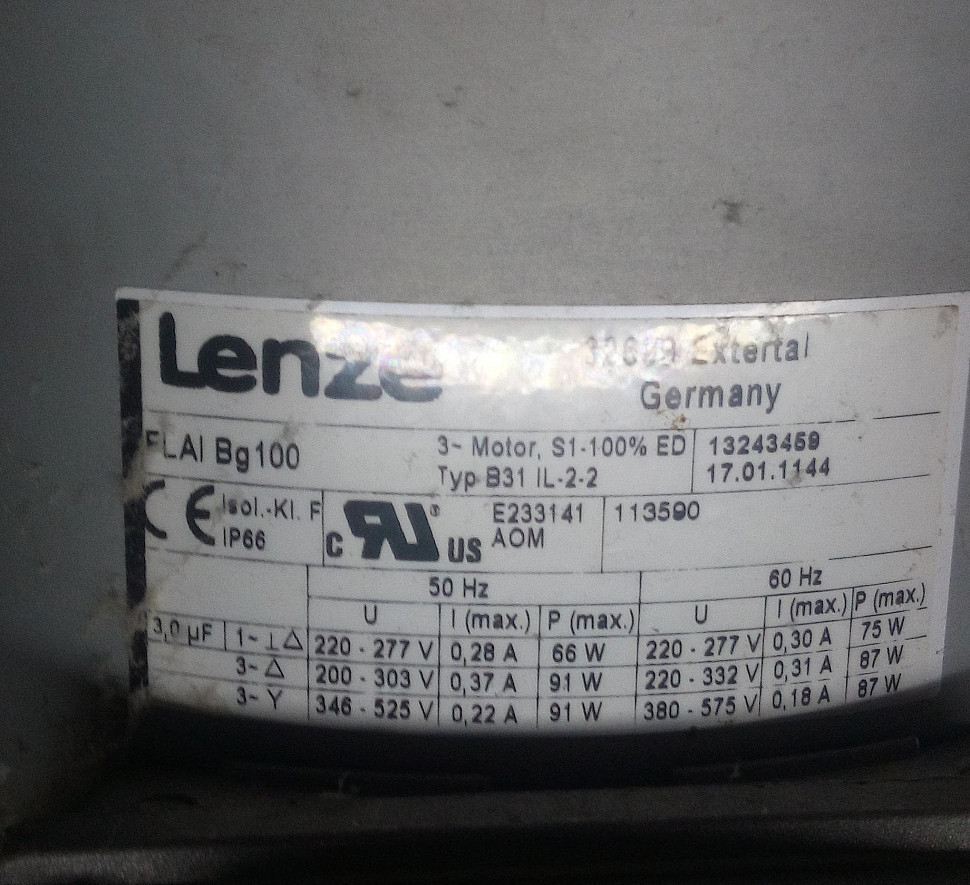 Lenze
Extertal
Germany
FLAI Bg100
3~ Motor, S1-100% ED
Typ B31 IL-2-2
13243459
17.01.1144
CE
Isol.-Kl. F
IP66
C RU ® US
E233141
AOM
113590
50 Hz 60 Hz
U I (max.) P (max.) U I (max.) P (max.)
3,0 µF 1~ ⊥ △ 220 - 277 V 0,28 A 66 W 220 - 277 V 0,30 A 75 W
3~ △ 200 - 303 V 0,37 A 91 W 220 - 332 V 0,31 A 87 W
3~ Y 346 - 525 V 0,22 A 91 W 380 - 575 V 0,18 A 87 W